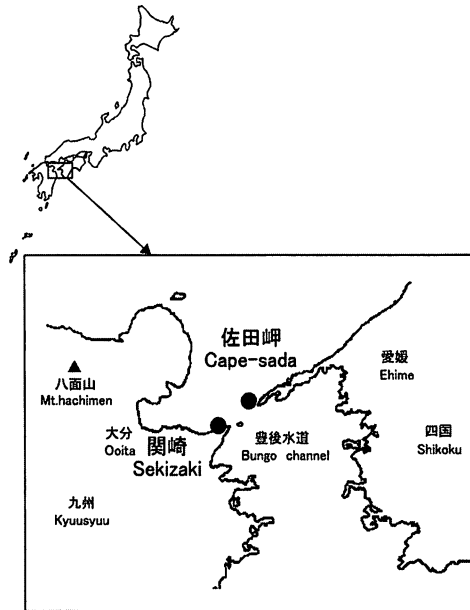 佐田岬
Cape-sada
愛媛
Ehime
八面山
Mt.hachimen
大分
Ooita
関崎
Sekizaki
豊後水道
Bungo channel
四国
Shikoku
九州
Kyuusyuu